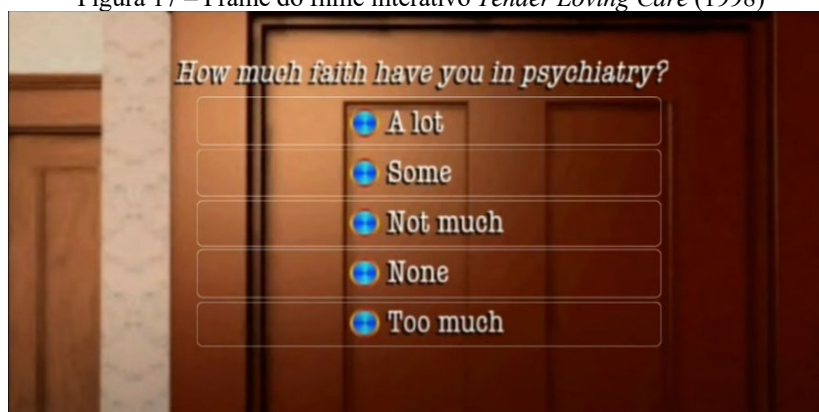 Figura 17 – Frame do filme interativo Tender Loving Care (1998)
How much faith have you in psychiatry?
A lot
Some
Not much
None
Too much